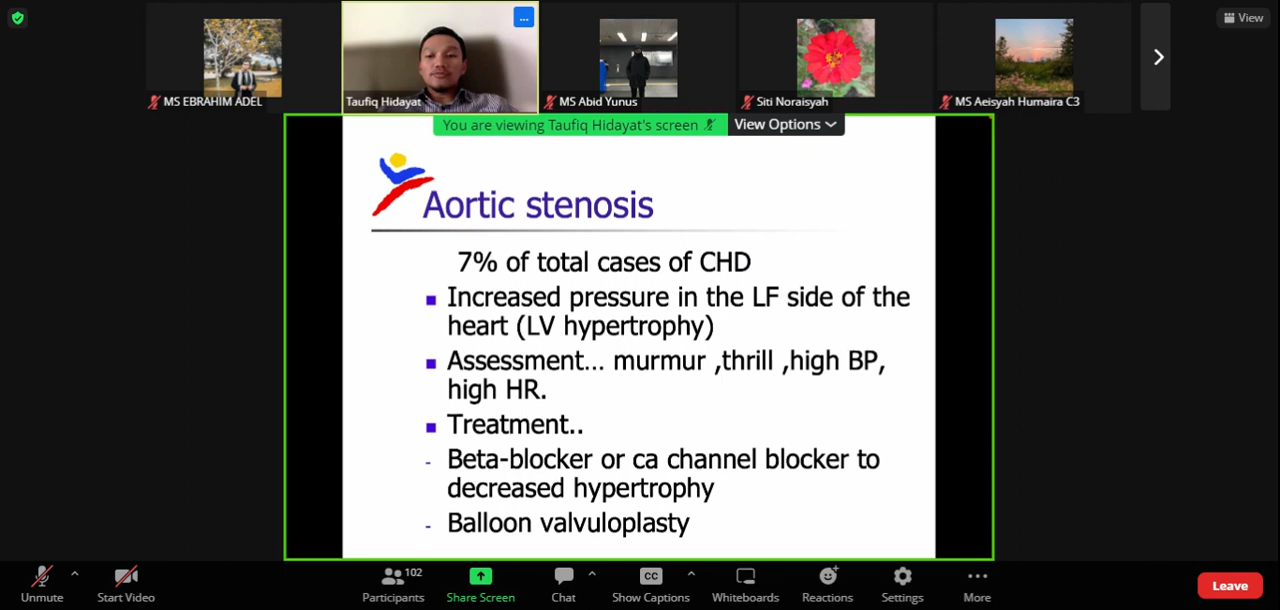 View
MS EBRAHIM ADEL
Taufiq Hidayat
MS Abid Yunus
Siti Noraisyah
MS Aeisyah Humaira C3
You are viewing Taufiq Hidayat's screen
View Options
Aortic stenosis
7% of total cases of CHD
Increased pressure in the LF side of the
heart (LV hypertrophy)
Assessment... murmur ,thrill ,high BP,
high HR.
Treatment..
- Beta-blocker or ca channel blocker to
decreased hypertrophy
- Balloon valvuloplasty
Unmute
Start Video
102
Participants
Share Screen
Chat
CC
Show Captions
Whiteboards
Reactions
Settings
More
Leave